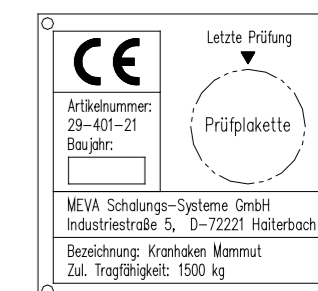 CE
Letzte Prüfung
Artikelnummer:
29-401-21
Baujahr:
Prüfplakette
MEVA Schalungs-Systeme GmbH
Industriestraße 5, D-72221 Haiterbach
Bezeichnung: Kranhaken Mammut
Zul. Tragfähigkeit: 1500 kg